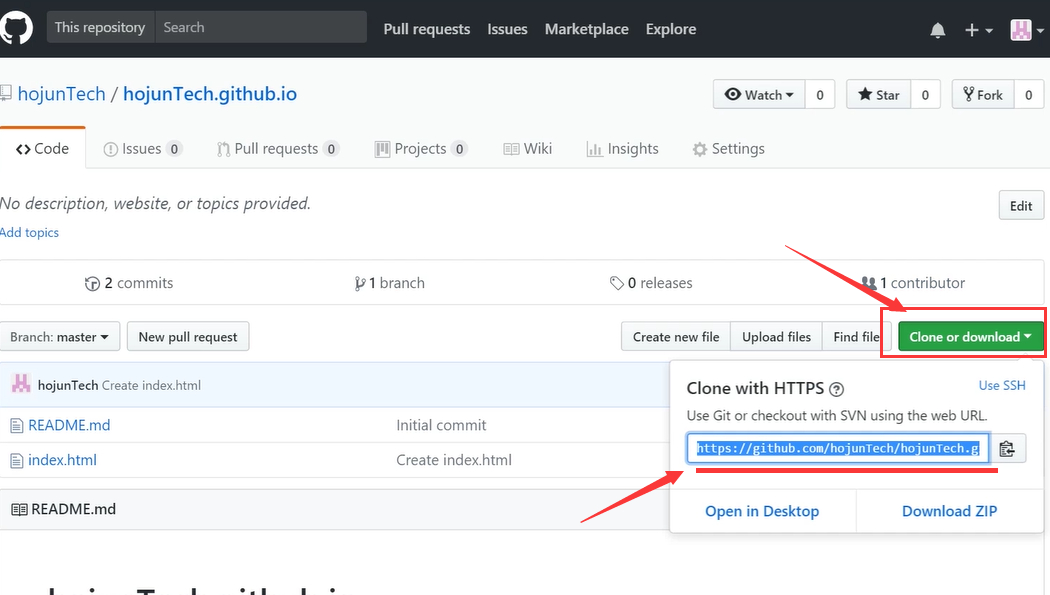 This repository Search Pull requests Issues Marketplace Explore
hojunTech / hojunTech.github.io Watch 0 Star 0 Fork 0
Code Issues 0 Pull requests 0 Projects 0 Wiki Insights Settings
No description, website, or topics provided. Edit
Add topics
2 commits 1 branch 0 releases 1 contributor
Branch: master New pull request Create new file Upload files Find file Clone or download
hojunTech Create index.html
Clone with HTTPS ? Use SSH
Use Git or checkout with SVN using the web URL.
README.md Initial commit
https://github.com/hojunTech/hojunTech.g
index.html Create index.html
README.md
Open in Desktop Download ZIP